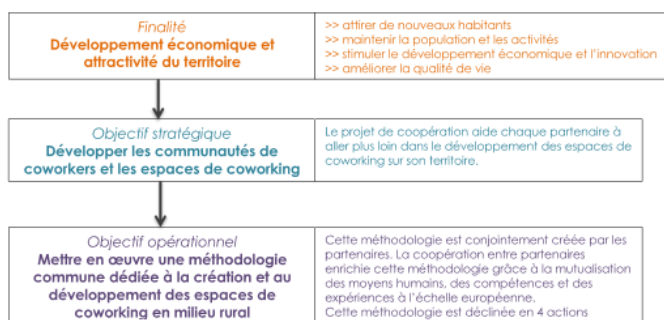 Finalité
Développement économique et
attractivité du territoire
>> attirer de nouveaux habitants
>> maintenir la population et les activités
>> stimuler le développement économique et l'innovation
>> améliorer la qualité de vie
Objectif stratégique
Développer les communautés de
coworkers et les espaces de coworking
Le projet de coopération aide chaque partenaire à
aller plus loin dans le développement des espaces de
coworking sur son territoire.
Objectif opérationnel
Mettre en œuvre une méthodologie
commune dédiée à la création et au
développement des espaces de
coworking en milieu rural
Cette méthodologie est conjointement créée par les
partenaires. La coopération entre partenaires
enrichie cette méthodologie grâce à la mutualisation
des moyens humains, des compétences et des
expériences à l'échelle européenne.
Cette méthodologie est déclinée en 4 actions